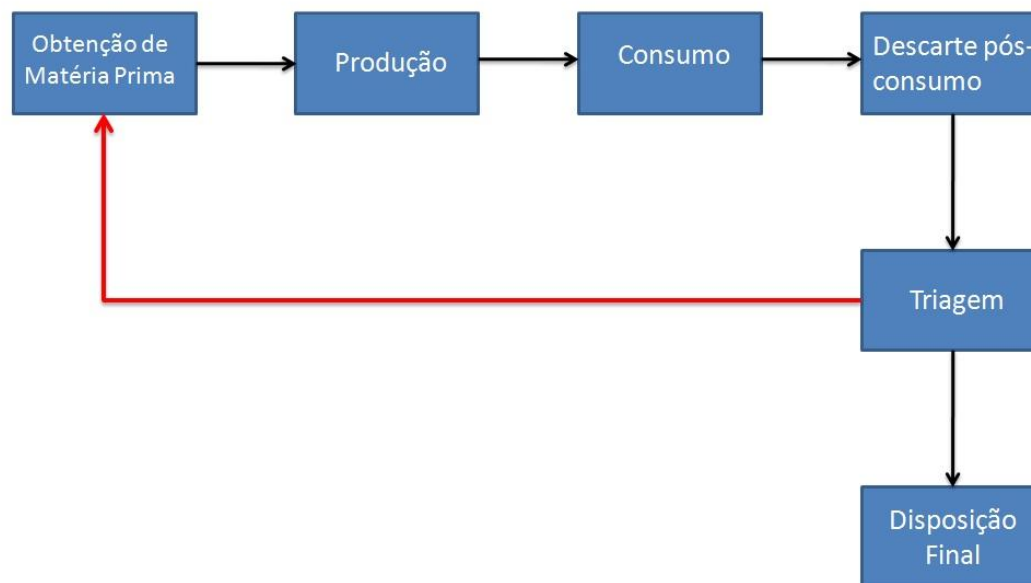 Obtenção de
Matéria Prima
Produção
Consumo
Descarte pós-
consumo
Triagem
Disposição
Final